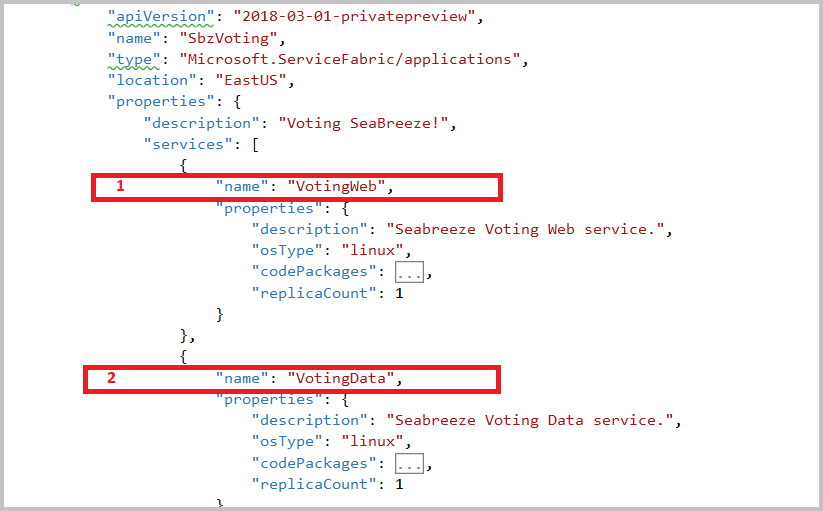 "apiVersion": "2018-03-01-privatepreview",
"name": "SbzVoting",
"type": "Microsoft.ServiceFabric/applications",
"location": "EastUS",
"properties": {
"description": "Voting SeaBreeze!",
"services": [
{
1 "name": "VotingWeb",
"properties": {
"description": "Seabreeze Voting Web service.",
"osType": "linux",
"codePackages": [...],
"replicaCount": 1
}
},
{
2 "name": "VotingData",
"properties": {
"description": "Seabreeze Voting Data service.",
"osType": "linux",
"codePackages": [...],
"replicaCount": 1
}